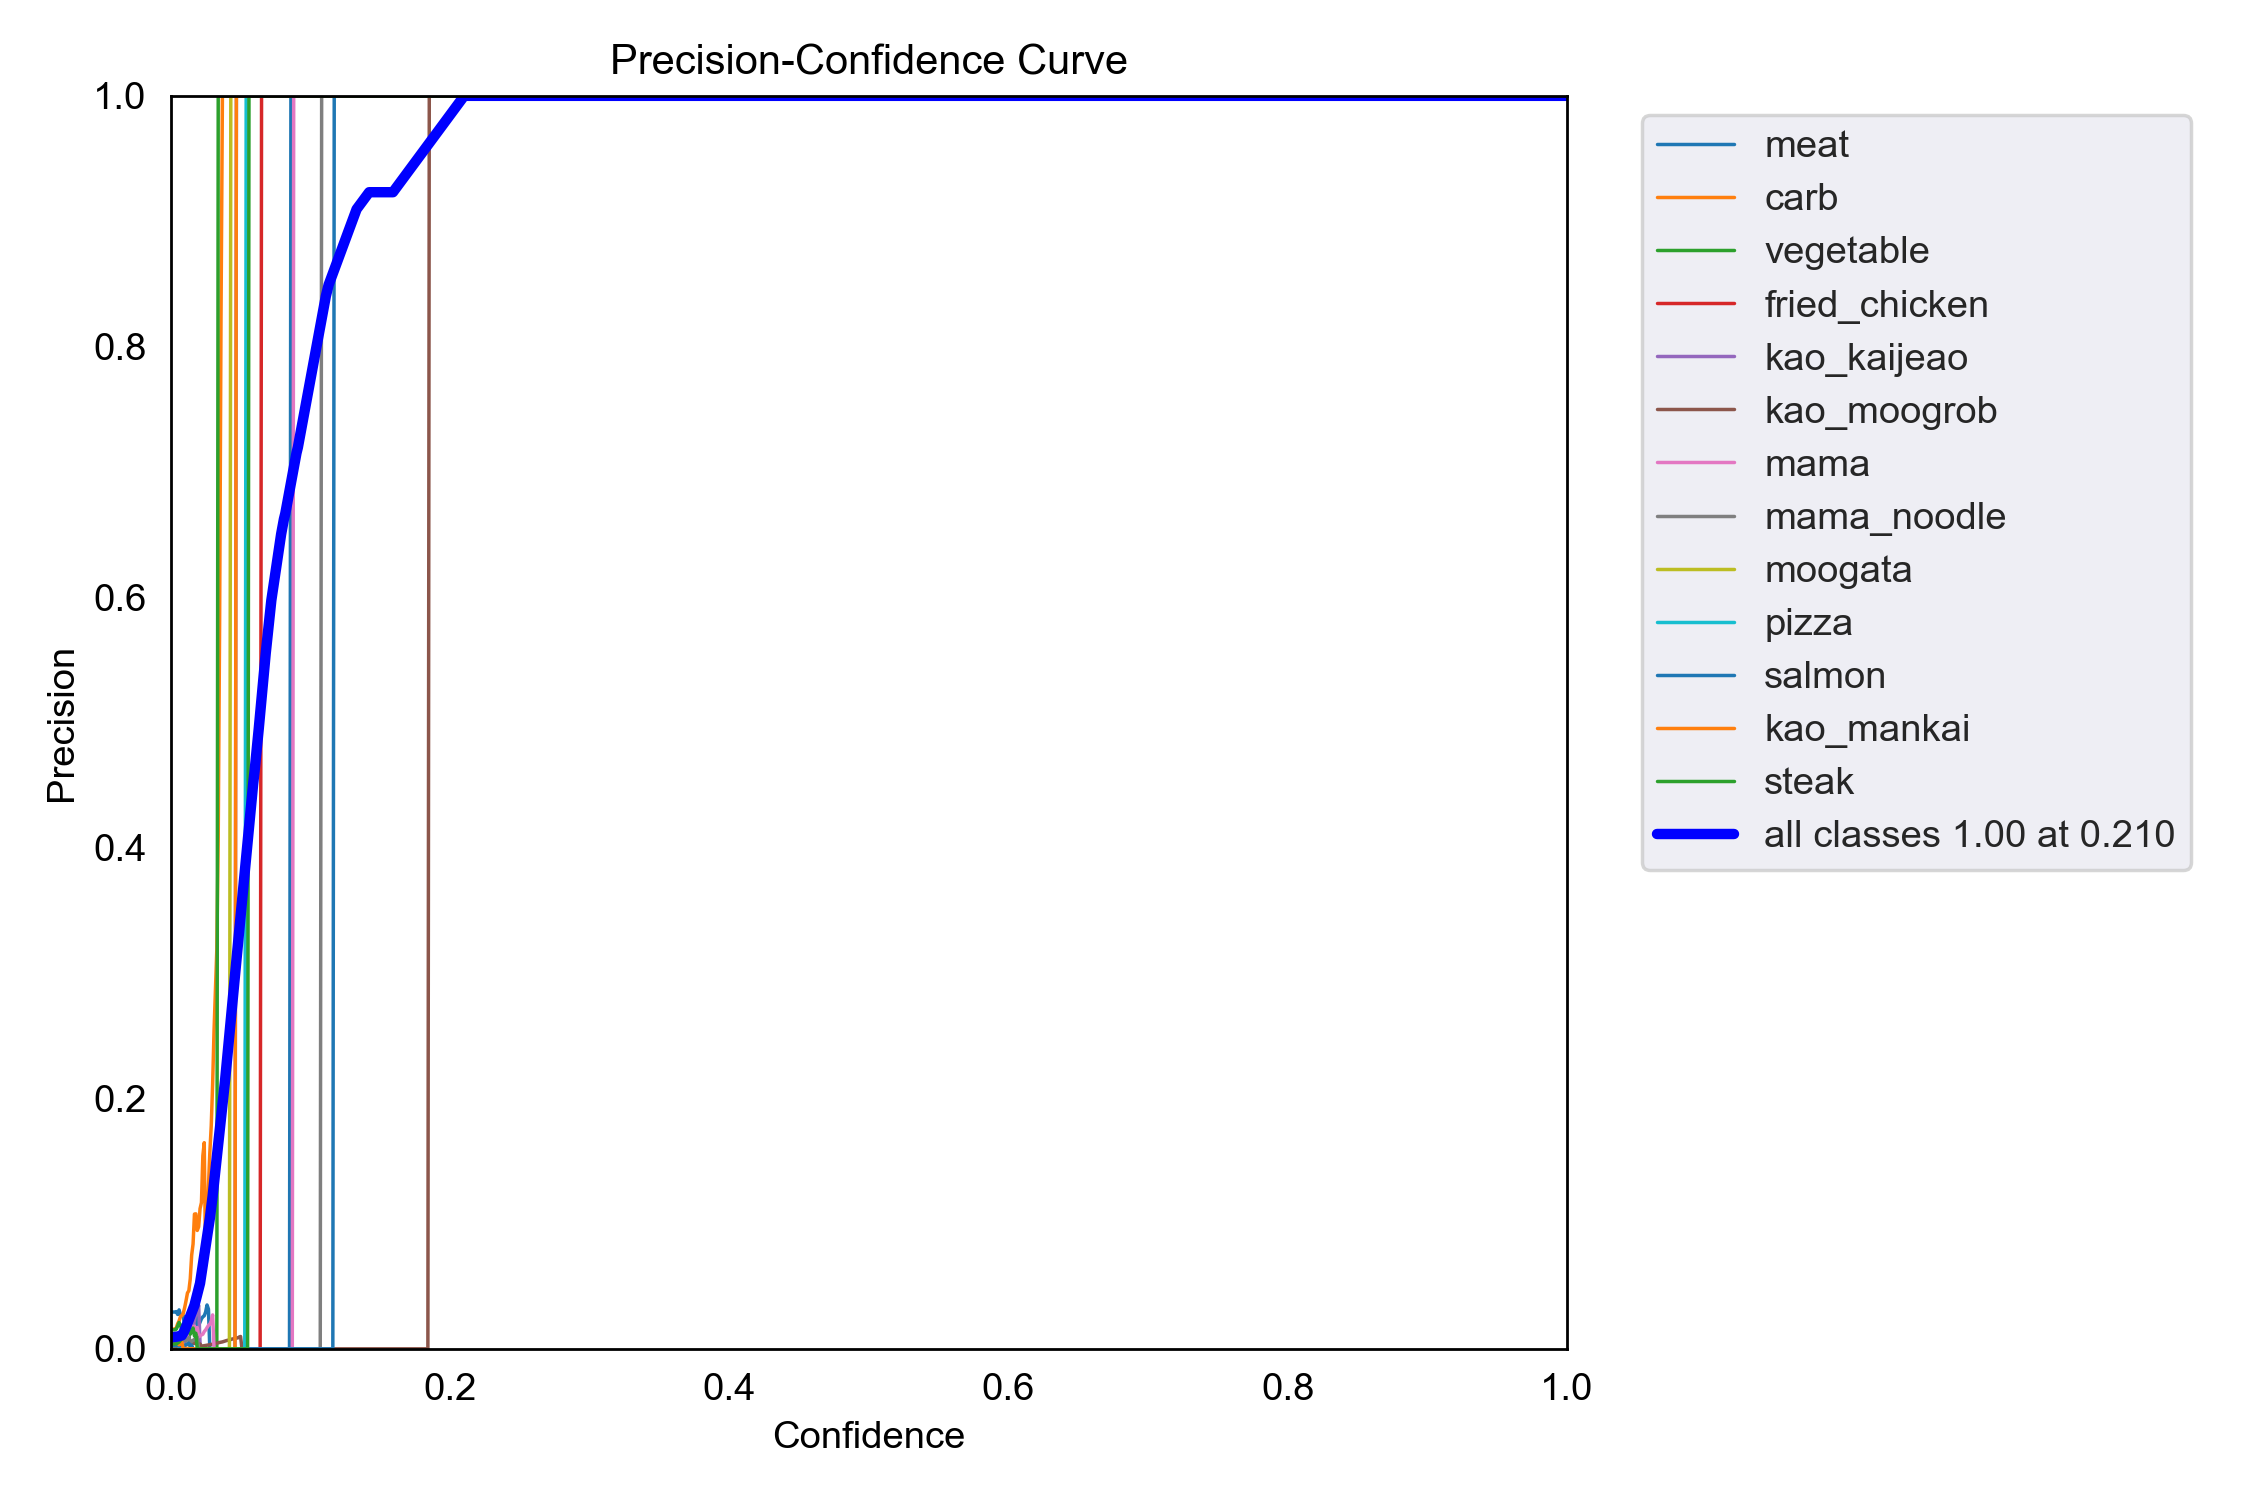 Precision-Confidence Curve
1.0
0.8
0.6
0.4
0.2
0.0
Precision
0.0 0.2 0.4 0.6 0.8 1.0
Confidence
meat
carb
vegetable
fried_chicken
kao_kaijeao
kao_moogrob
mama
mama_noodle
moogata
pizza
salmon
kao_mankai
steak
all classes 1.00 at 0.210